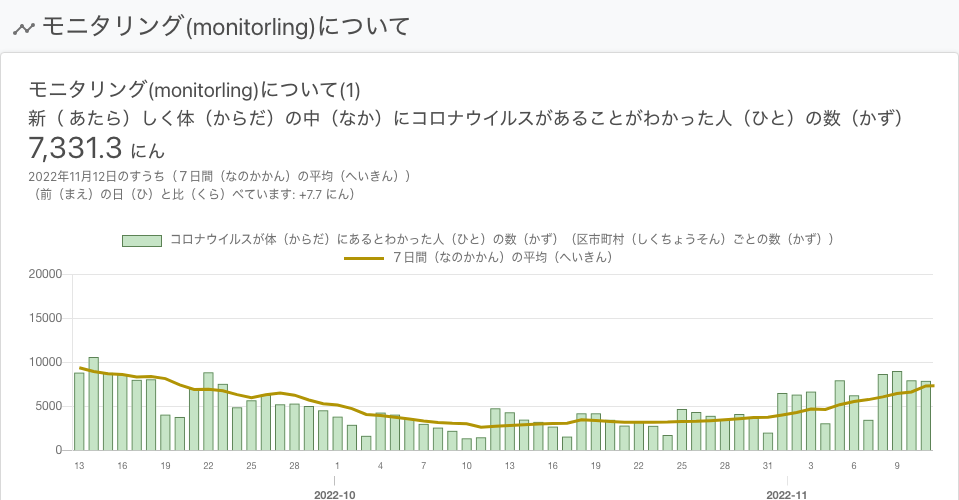 モニタリング(monitorling)について
モニタリング(monitorling)について(1)
新（ あたら）しく体（からだ）の中（なか）にコロナウイルスがあることがわかった人（ひと）の数（かず）
7,331.3 にん
2022年11月12日のすうち（７日間（なのかかん）の平均（へいきん））
（前（まえ）の日（ひ）と比（くら）べています: +7.7 にん）
コロナウイルスが体（からだ）にあるとわかった人（ひと）の数（かず）（区市町村（しくちょうそん）ごとの数（かず））
７日間（なのかかん）の平均（へいきん）
20000
15000
10000
5000
0
13 16 19 22 25 28 1 4 7 10 13 16 19 22 25 28 31 3 6 9
2022-10 2022-11